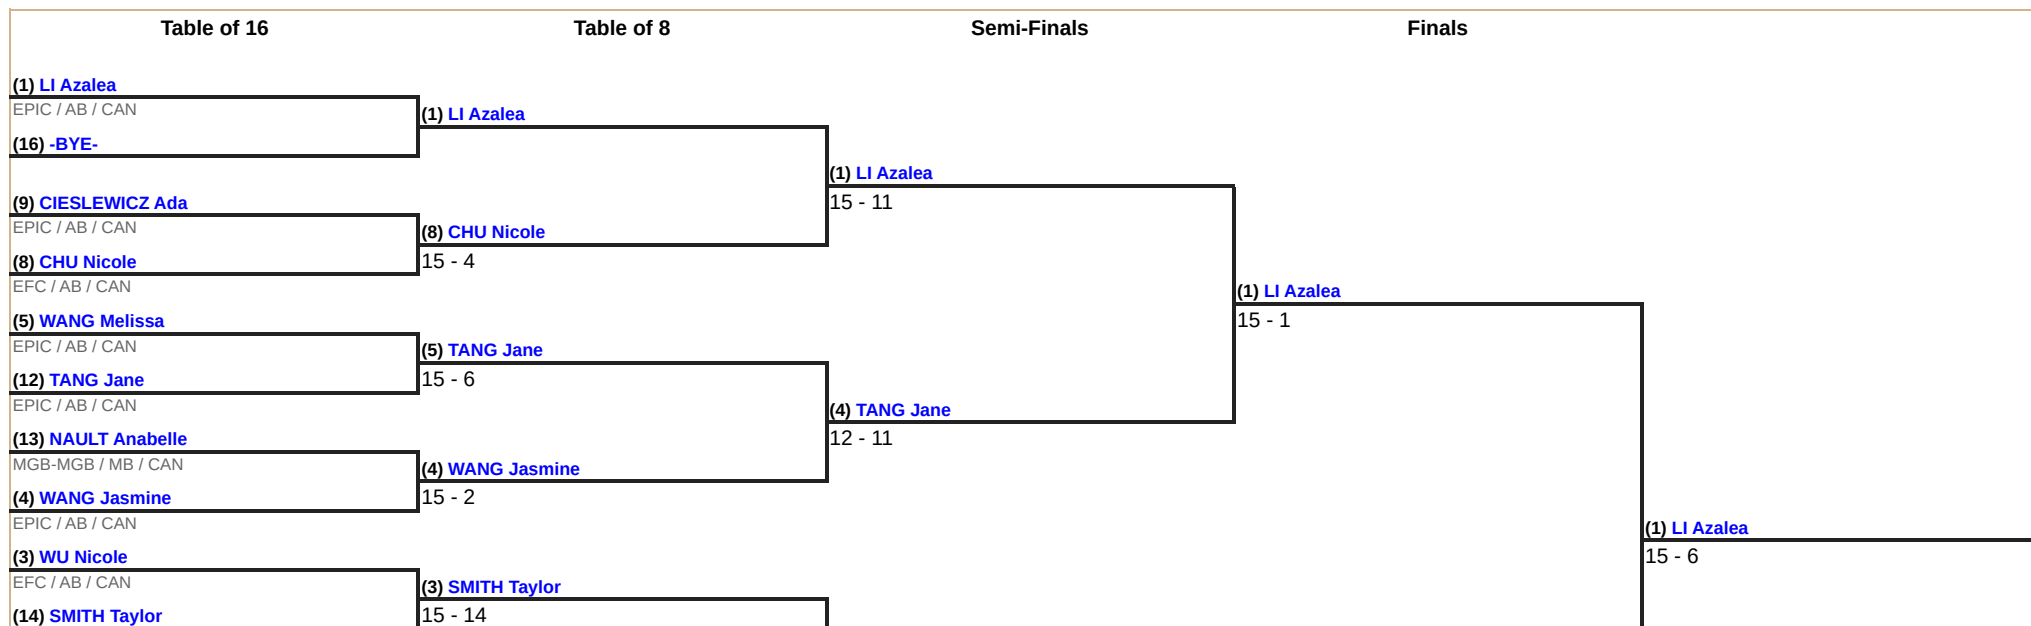 Table of 16 Table of 8 Semi-Finals Finals
(1) LI Azalea
EPIC / AB / CAN
(1) LI Azalea
(16) -BYE-
(1) LI Azalea
15 - 11
(9) CIESLEWICZ Ada
EPIC / AB / CAN
(8) CHU Nicole
15 - 4
(8) CHU Nicole
EFC / AB / CAN
(1) LI Azalea
15 - 1
(5) WANG Melissa
EPIC / AB / CAN
(5) TANG Jane
15 - 6
(12) TANG Jane
EPIC / AB / CAN
(4) TANG Jane
12 - 11
(13) NAULT Anabelle
MGB-MGB / MB / CAN
(4) WANG Jasmine
15 - 2
(4) WANG Jasmine
EPIC / AB / CAN
(1) LI Azalea
15 - 6
(3) WU Nicole
EFC / AB / CAN
(3) SMITH Taylor
15 - 14
(14) SMITH Taylor